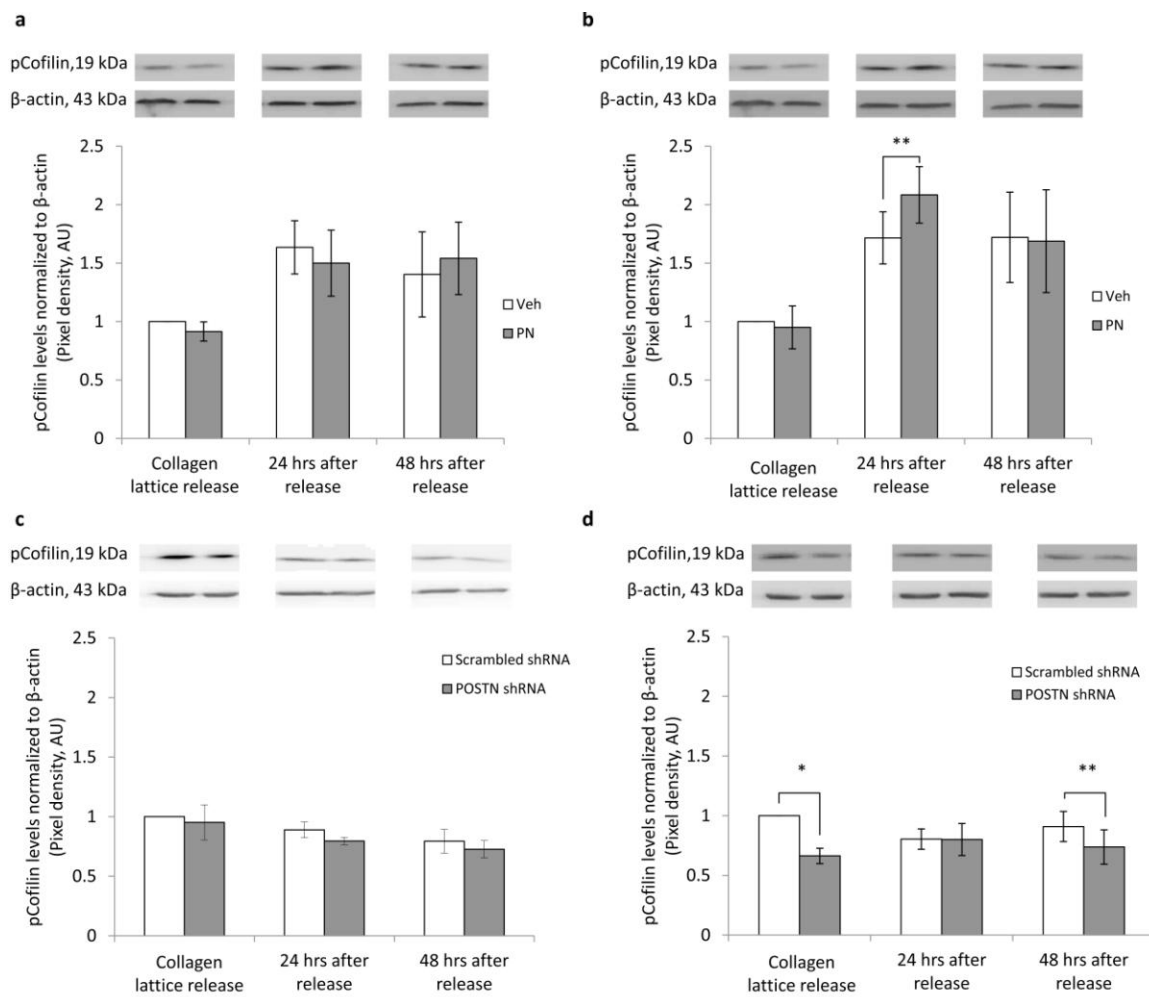 a
pCofilin,19 kDa
β-actin, 43 kDa
pCofilin levels normalized to β-actin
(Pixel density, AU)
2.5
2
1.5
1
0.5
0
Veh
PN
Collagen
lattice release
24 hrs after
release
48 hrs after
release
b
pCofilin,19 kDa
β-actin, 43 kDa
pCofilin levels normalized to β-actin
(Pixel density, AU)
2.5
2
1.5
1
0.5
0
**
Veh
PN
Collagen
lattice release
24 hrs after
release
48 hrs after
release
c
pCofilin,19 kDa
β-actin, 43 kDa
pCofilin levels normalized to β-actin
(Pixel density, AU)
2.5
2
1.5
1
0.5
0
Scrambled shRNA
POSTN shRNA
Collagen
lattice release
24 hrs after
release
48 hrs after
release
d
pCofilin,19 kDa
β-actin, 43 kDa
pCofilin levels normalized to β-actin
(Pixel density, AU)
2.5
2
1.5
1
0.5
0
Scrambled shRNA
POSTN shRNA
*
**
Collagen
lattice release
24 hrs after
release
48 hrs after
release